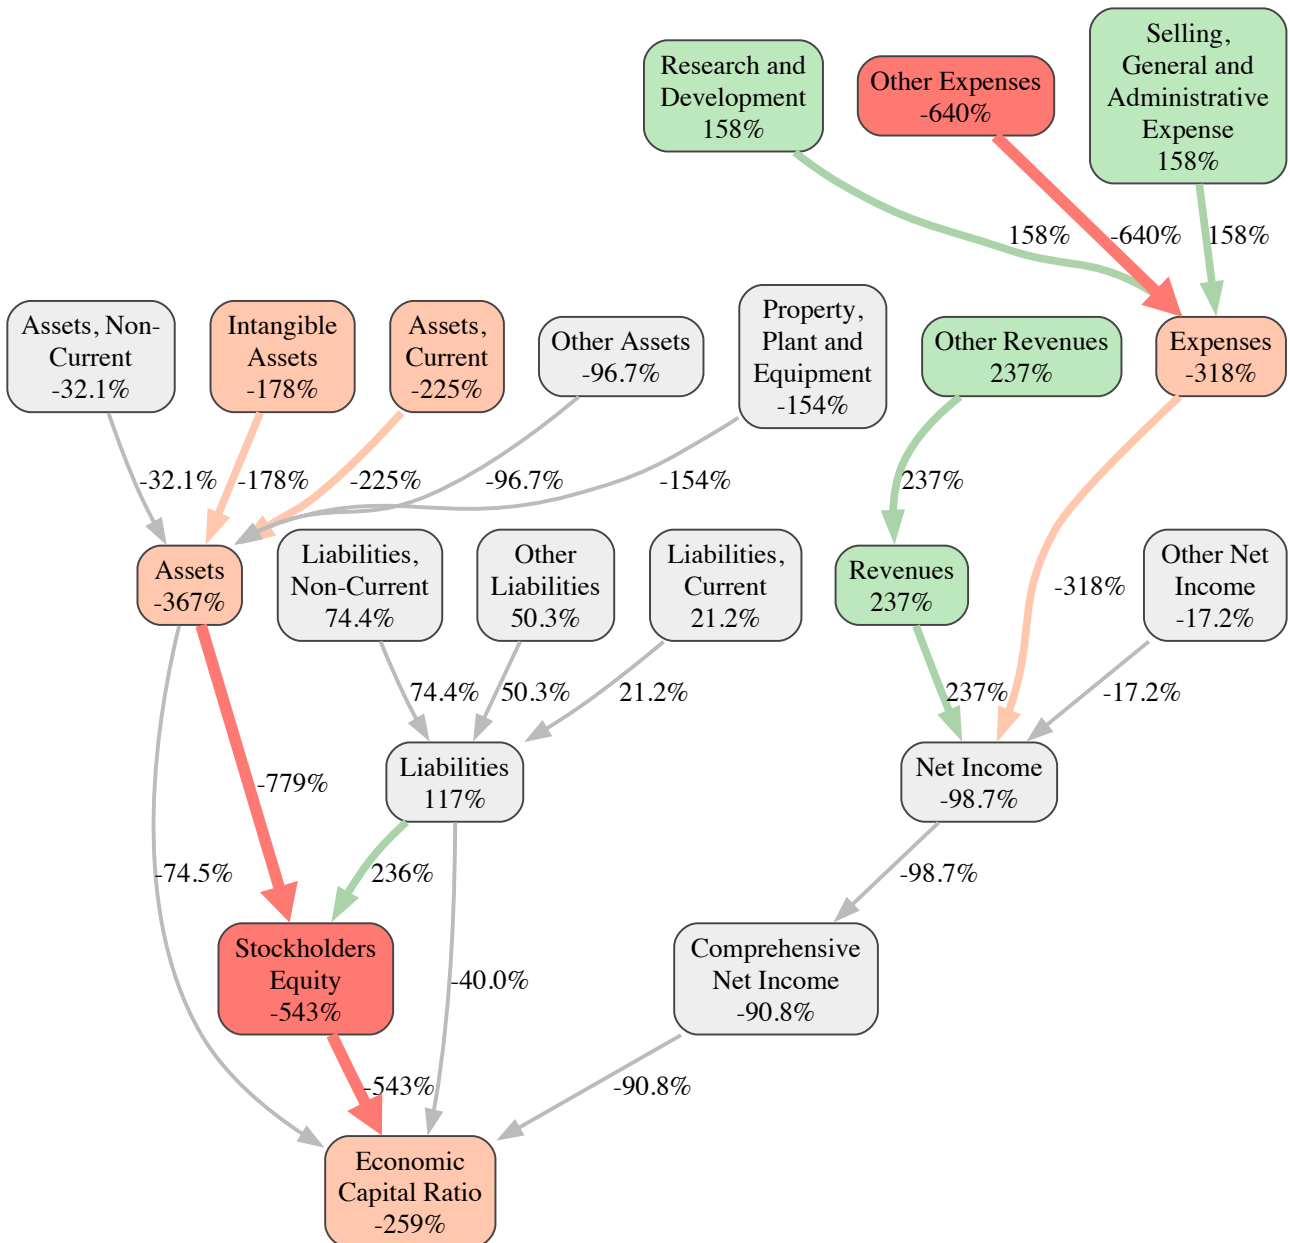 Research and
Development
158%
Other Expenses
-640%
Selling,
General and
Administrative
Expense
158%
158%
-640%
158%
Assets, Non-
Current
-32.1%
Intangible
Assets
-178%
Assets,
Current
-225%
Other Assets
-96.7%
Property,
Plant and
Equipment
-154%
Other Revenues
237%
Expenses
-318%
-32.1%
-178%
-225%
-96.7%
-154%
237%
Assets
-367%
Liabilities,
Non-Current
74.4%
Other
Liabilities
50.3%
Liabilities,
Current
21.2%
Revenues
237%
-318%
Other Net
Income
-17.2%
74.4%
50.3%
21.2%
237%
-17.2%
-779%
Liabilities
117%
Net Income
-98.7%
-74.5%
236%
-98.7%
Stockholders
Equity
-543%
-40.0%
Comprehensive
Net Income
-90.8%
-543%
-90.8%
Economic
Capital Ratio
-259%